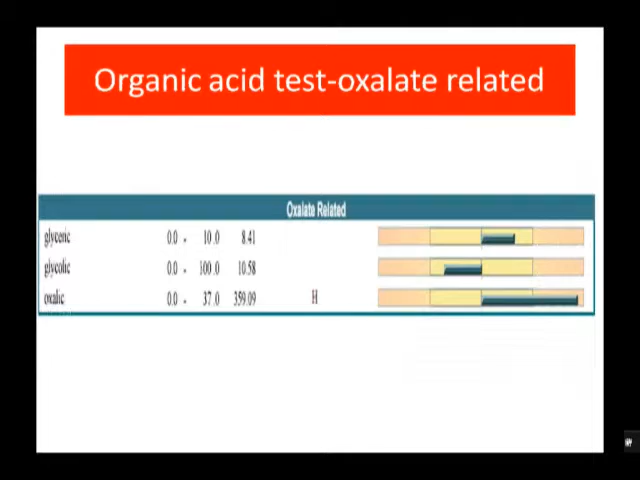 Organic acid test-oxalate related
Oxalate Related
glyceric 0.0 - 10.0 8.41
glycolic 0.0 - 100.0 10.58
oxalic 0.0 - 37.0 359.09 H